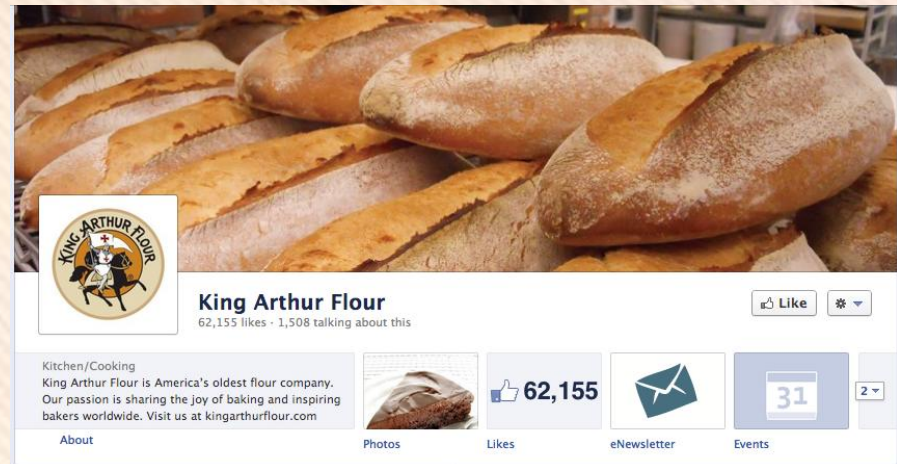 KING ARTHUR FLOUR
King Arthur Flour
62,155 likes · 1,508 talking about this
Like
Kitchen/Cooking
King Arthur Flour is America's oldest flour company.
Our passion is sharing the joy of baking and inspiring
bakers worldwide. Visit us at kingarthurflour.com
About
62,155
31
2
Photos
Likes
eNewsletter
Events